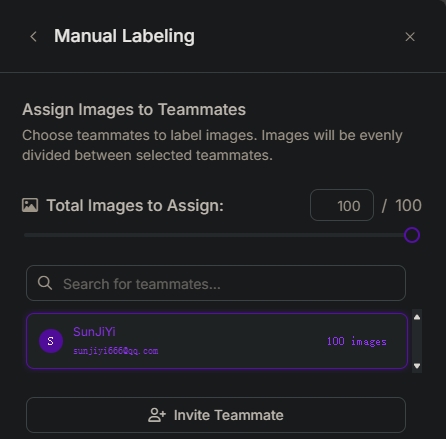 Manual Labeling
Assign Images to Teammates
Choose teammates to label images. Images will be evenly
divided between selected teammates.
Total Images to Assign: 100 / 100
Search for teammates...
S
SunJiYi
sunjiyi666@qq.com
100 images
Invite Teammate